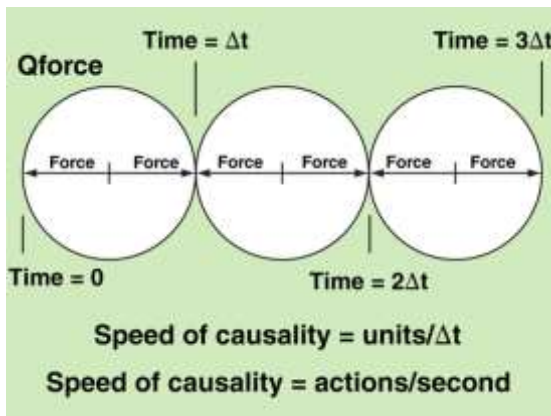 Time = Δt
Time = 3Δt
Qforce
Force Force Force Force Force Force
Time = 0
Time = 2Δt
Speed of causality = units/Δt
Speed of causality = actions/second